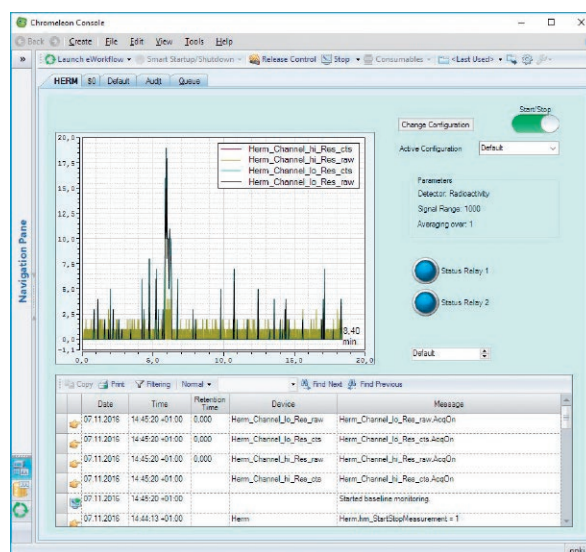 Chromeleon Console
Back Create File Edit View Tools Help
» Launch eWorkflow Smart Startup/Shutdown Release Control Stop Consumables <Last Used>
HERM $0 Default Audit Queue
Navigation Pane
Start/Stop
Change Configuration
Active Configuration Default
Parameters
Detector: Radioactivity
Signal Range: 1000
Averaging over: 1
Status Relay 1
Status Relay 2
Default
Herm_Channel_hi_Res_cts
Herm_Channel_hi_Res_raw
Herm_Channel_lo_Res_cts
Herm_Channel_lo_Res_raw
20,0
17,5
15,0
12,5
10,0
7,5
5,0
2,5
0,0
-1,1
0,0 5,0 10,0 15,0 20,0
8,40
min
Copy Print Filtering Normal Find Next Find Previous
Date Time Retention Time Device Message
07.11.2016 14:45:20 +01:00 0,000 Herm_Channel_lo_Res_raw Herm_Channel_lo_Res_raw.AcqOn
07.11.2016 14:45:20 +01:00 0,000 Herm_Channel_lo_Res_cts Herm_Channel_lo_Res_cts.AcqOn
07.11.2016 14:45:20 +01:00 0,000 Herm_Channel_hi_Res_raw Herm_Channel_hi_Res_raw.AcqOn
07.11.2016 14:45:20 +01:00 Herm_Channel_hi_Res_cts Herm_Channel_hi_Res_cts.AcqOn
07.11.2016 14:45:20 +01:00 Started baseline monitoring.
07.11.2016 14:44:13 +01:00 Herm Herm.hm_StartStopMeasurement = 1